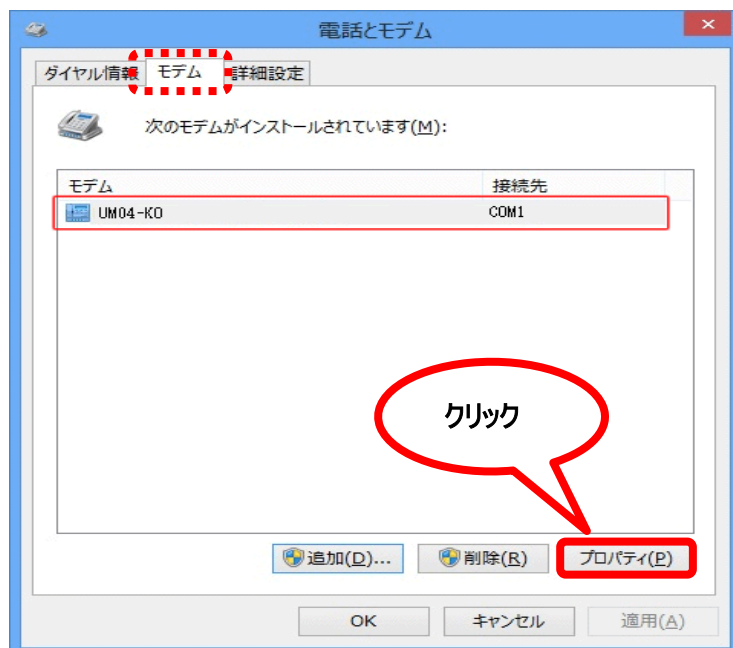 電話とモデム
ダイヤル情報 モデム 詳細設定
次のモデムがインストールされています(M):
モデム 接続先
UM04-KO COM1
クリック
追加(D)... 削除(R) プロパティ(P)
OK キャンセル 適用(A)